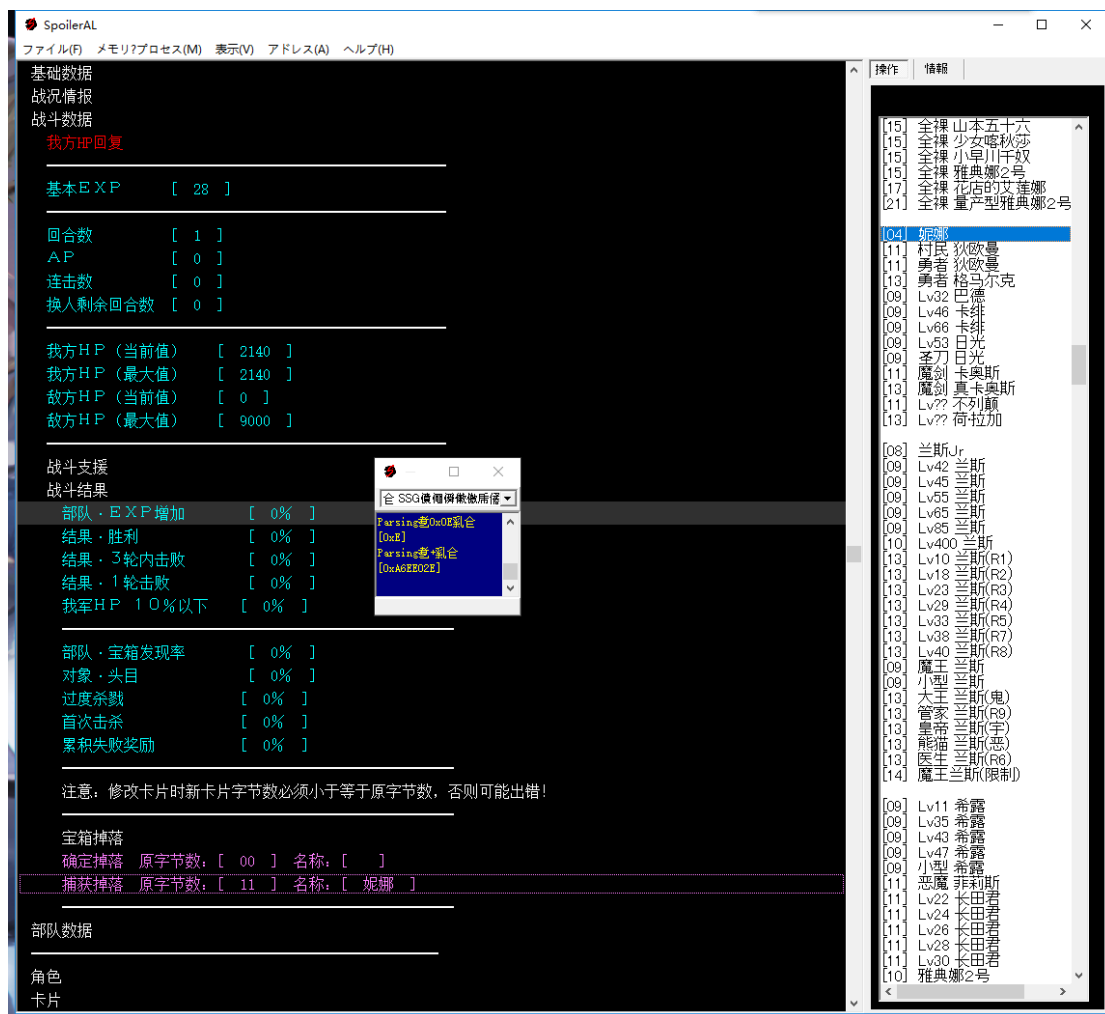 SpoilerAL
ファイル(F) メモリ?プロセス(M) 表示(V) アドレス(A) ヘルプ(H)
基础数据
战况情报
战斗数据
我方HP回复
基本EXP [ 28 ]
回合数 [ 1 ]
AP [ 0 ]
连击数 [ 0 ]
换人剩余回合数 [ 0 ]
我方HP（当前值） [ 2140 ]
我方HP（最大值） [ 2140 ]
敌方HP（当前值） [ 0 ]
敌方HP（最大值） [ 9000 ]
战斗支援
战斗结果
部队·EXP增加 [ 0% ]
结果·胜利 [ 0% ]
结果·3轮内击败 [ 0% ]
结果·1轮击败 [ 0% ]
我军HP 10%以下 [ 0% ]
部队·宝箱发现率 [ 0% ]
对象·头目 [ 0% ]
过度杀戮 [ 0% ]
首次击杀 [ 0% ]
累积失败奖励 [ 0% ]
注意：修改卡片时新卡片字节数必须小于等于原字节数，否则可能出错！
宝箱掉落
确定掉落 原字节数：[ 00 ] 名称：[ ]
捕获掉落 原字节数：[ 11 ] 名称：[ 妮娜 ]
部队数据
角色
卡片
SSG
Parsing 0x0E
[0xE]
Parsing +
[0xA6EE02E]
操作 情報
[15] 全裸 山本五十六
[15] 全裸 少女喀秋莎
[15] 全裸 小早川千奴
[15] 全裸 雅典娜2号
[17] 全裸 花店的艾莲娜
[21] 全裸 量产型雅典娜2号
[04] 妮娜
[11] 村民 狄欧曼
[11] 勇者 狄欧曼
[13] 勇者 格马尔克
[09] Lv32 巴德
[09] Lv46 卡绯
[09] Lv66 卡绯
[09] Lv53 日光
[09] 圣刀 日光
[11] 魔剑 卡奥斯
[13] 魔剑 真卡奥斯
[11] Lv?? 不列颠
[13] Lv?? 荷·拉加
[08] 兰斯Jr
[09] Lv42 兰斯
[09] Lv45 兰斯
[09] Lv55 兰斯
[09] Lv65 兰斯
[09] Lv85 兰斯
[10] Lv400 兰斯
[13] Lv10 兰斯(R1)
[13] Lv18 兰斯(R2)
[13] Lv23 兰斯(R3)
[13] Lv29 兰斯(R4)
[13] Lv33 兰斯(R5)
[13] Lv38 兰斯(R7)
[13] Lv40 兰斯(R8)
[09] 魔王 兰斯
[09] 小型 兰斯
[13] 大王 兰斯(鬼)
[13] 管家 兰斯(R9)
[13] 皇帝 兰斯(宇)
[13] 熊猫 兰斯(恶)
[13] 医生 兰斯(R6)
[14] 魔王兰斯(限制)
[09] Lv11 希露
[09] Lv35 希露
[09] Lv43 希露
[09] Lv47 希露
[09] 小型 希露
[11] 恶魔 菲莉斯
[11] Lv22 长田君
[11] Lv24 长田君
[11] Lv26 长田君
[11] Lv28 长田君
[11] Lv30 长田君
[10] 雅典娜2号